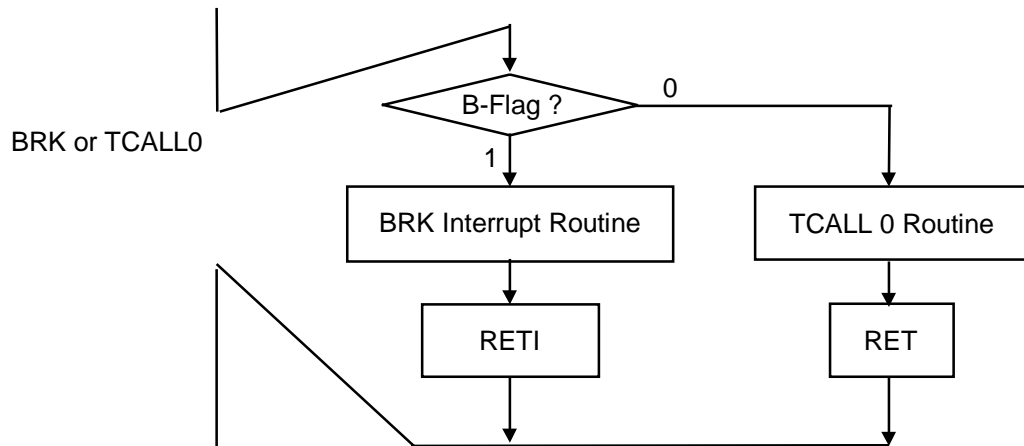 B-Flag ?
0
BRK or TCALL0
1
BRK Interrupt Routine
TCALL 0 Routine
RETI
RET